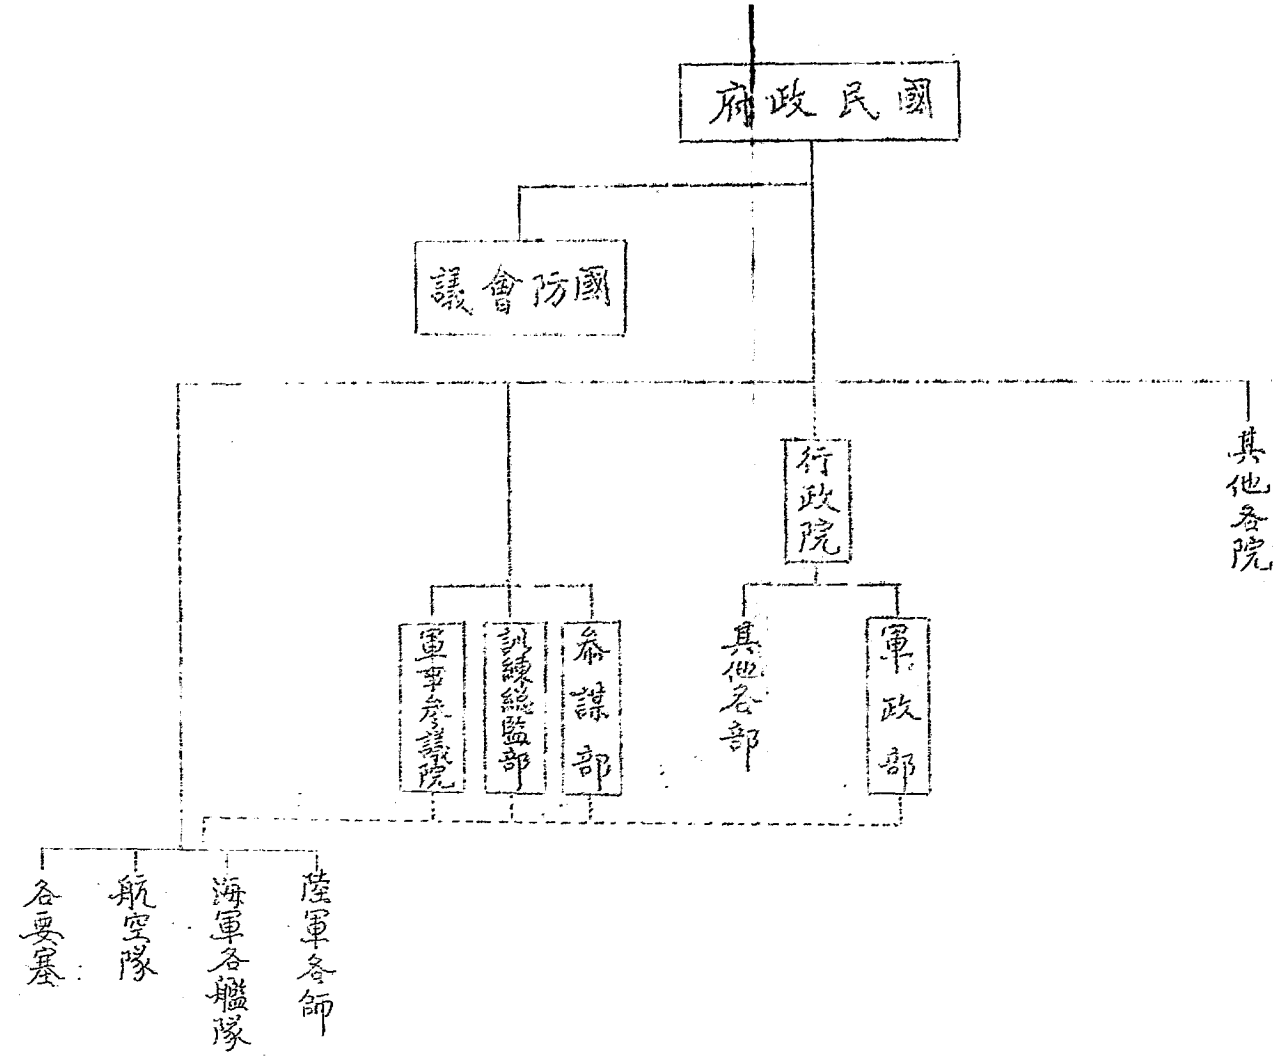 國民政府
國防會議
其他各院
行政院
軍政部
其他各部
參謀部
訓練總監部
軍事參議院
陸軍各師
海軍各艦隊
航空隊
各要塞